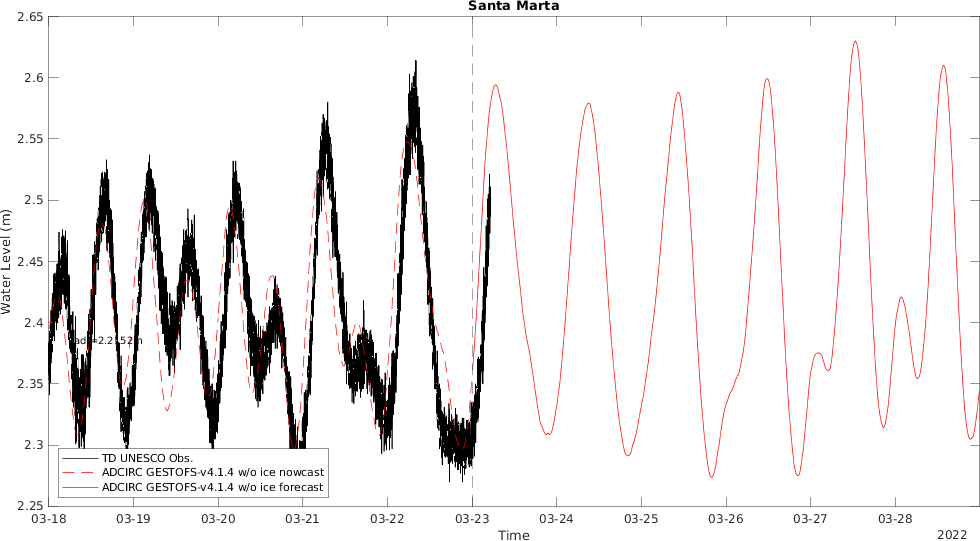 Santa Marta
2.65
2.6
2.55
2.5
2.45
2.4
2.35
2.3
2.25
Water Level (m)
TD UNESCO Obs.
ADCIRC GESTOFS-v4.1.4 w/o ice nowcast
ADCIRC GESTOFS-v4.1.4 w/o ice forecast
03-18 03-19 03-20 03-21 03-22 03-23 03-24 03-25 03-26 03-27 03-28
Time
2022